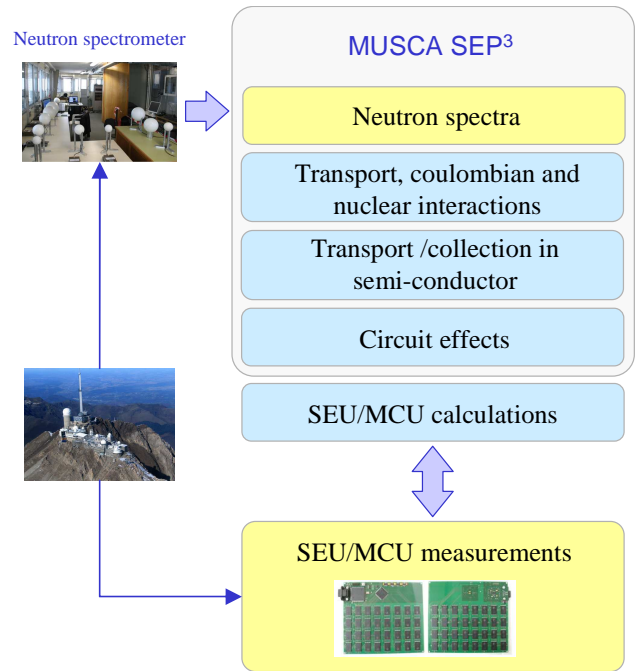 Neutron spectrometer
MUSCA SEP³
Neutron spectra
Transport, coulombian and
nuclear interactions
Transport /collection in
semi-conductor
Circuit effects
SEU/MCU calculations
SEU/MCU measurements